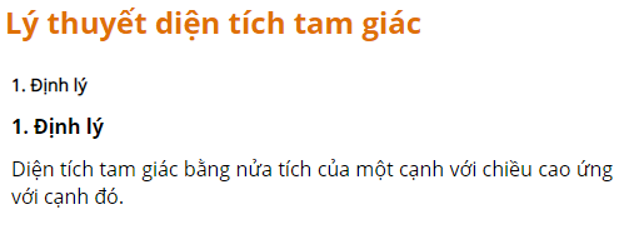 Lý thuyết diện tích tam giác
1. Định lý
1. Định lý
Diện tích tam giác bằng nửa tích của một cạnh với chiều cao ứng
với cạnh đó.